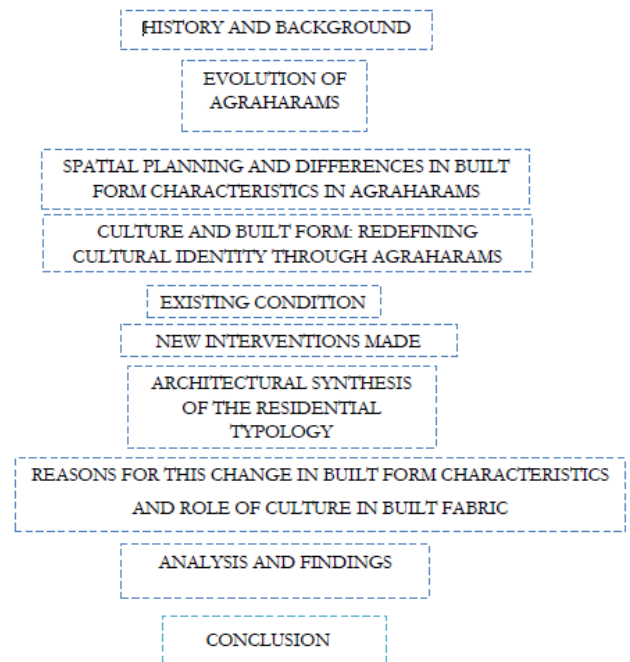 HISTORY AND BACKGROUND
EVOLUTION OF
AGRAHARAMS
SPATIAL PLANNING AND DIFFERENCES IN BUILT
FORM CHARACTERISTICS IN AGRAHARAMS
CULTURE AND BUILT FORM: REDEFINING
CULTURAL IDENTITY THROUGH AGRAHARAMS
EXISTING CONDITION
NEW INTERVENTIONS MADE
ARCHITECTURAL SYNTHESIS
OF THE RESIDENTIAL
TYPOLOGY
REASONS FOR THIS CHANGE IN BUILT FORM CHARACTERISTICS
AND ROLE OF CULTURE IN BUILT FABRIC
ANALYSIS AND FINDINGS
CONCLUSION